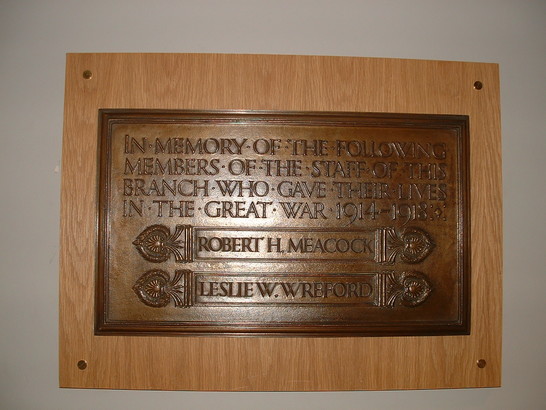 IN·MEMORY·OF·THE·FOLLOWING
MEMBERS·OF·THE·STAFF·OF·THIS
BRANCH·WHO·GAVE·THEIR·LIVES
IN·THE·GREAT·WAR·1914-1918.
ROBERT H. MEACOCK
LESLIE W. WREFORD